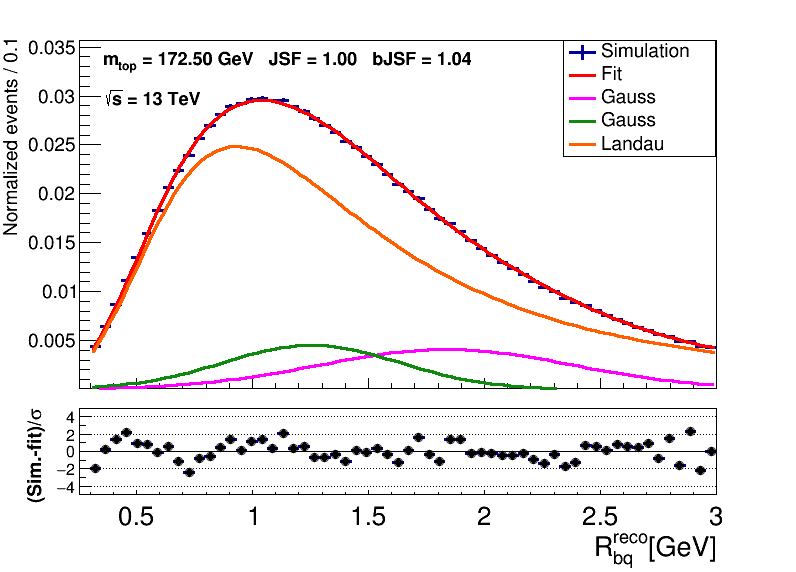 Normalized events / 0.1
0.035
0.03
0.025
0.02
0.015
0.01
0.005
m_top = 172.50 GeV JSF = 1.00 bJSF = 1.04
√s = 13 TeV
Simulation
Fit
Gauss
Gauss
Landau
(Sim.-fit)/σ
4
2
0
−2
−4
0.5 1 1.5 2 2.5 3
R_bq^reco[GeV]